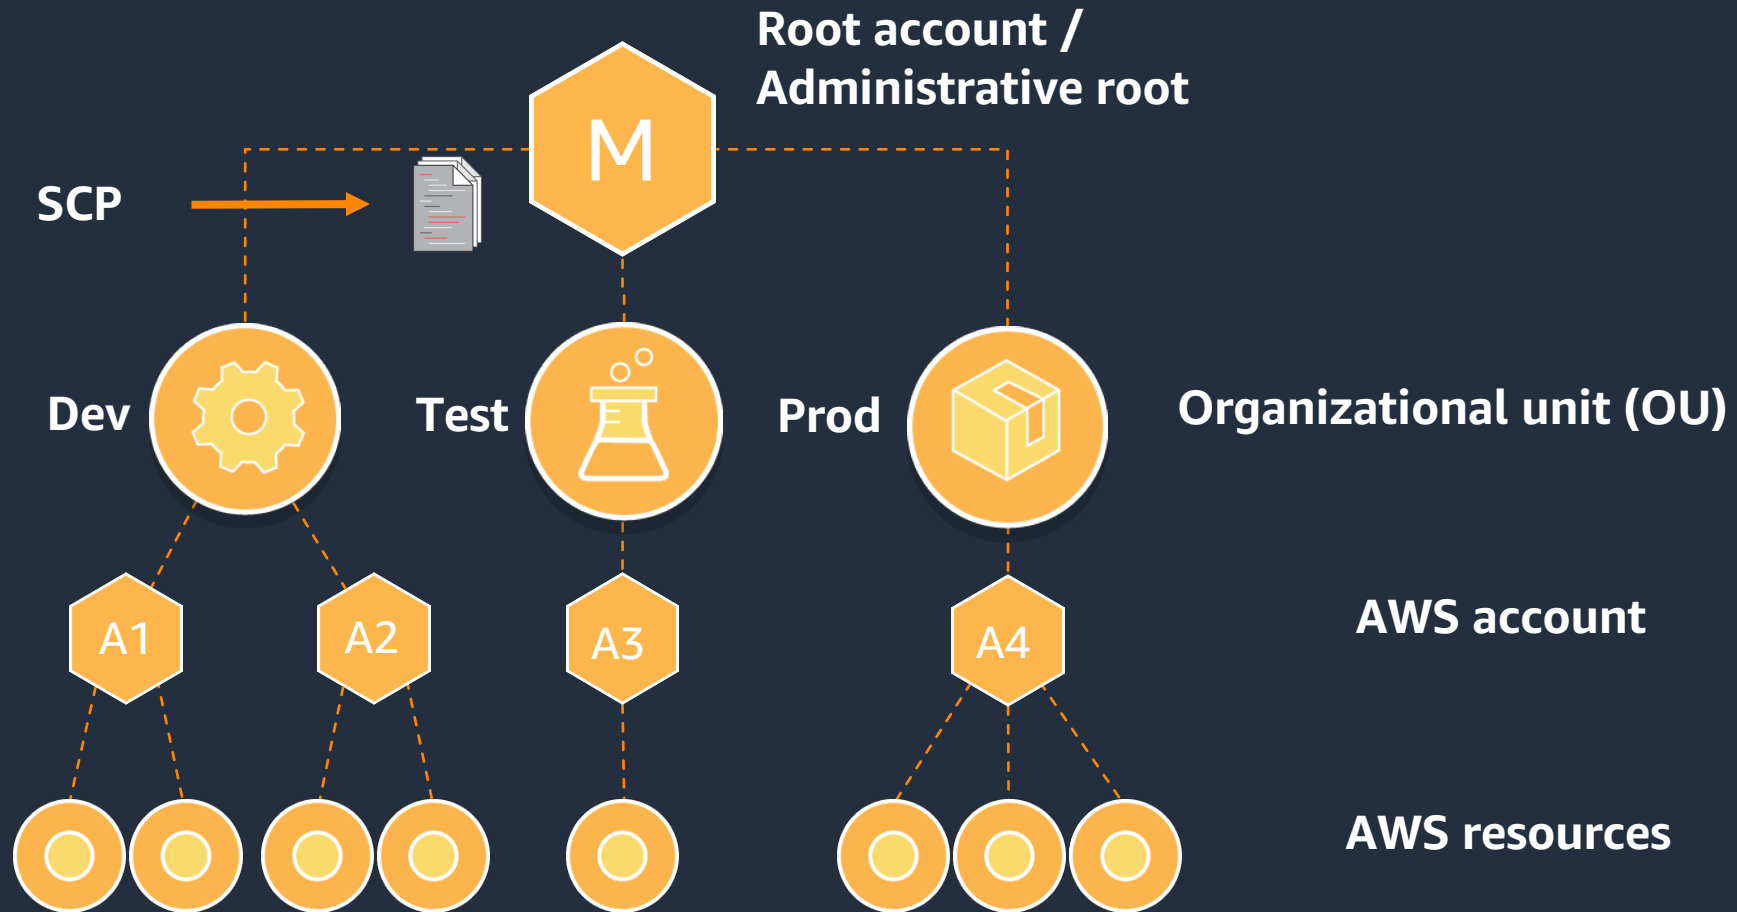 Root account /
Administrative root
M
SCP
Dev
Test
Prod
Organizational unit (OU)
A1
A2
A3
A4
AWS account
AWS resources